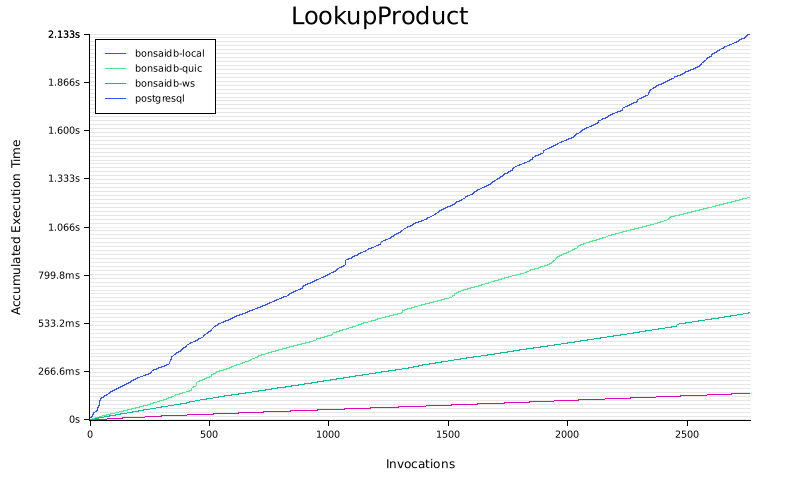 LookupProduct
2.133s
bonsaidb-local
bonsaidb-quic
bonsaidb-ws
postgresql
1.866s
1.600s
1.333s
1.066s
799.8ms
533.2ms
266.6ms
0s
Accumulated Execution Time
0 500 1000 1500 2000 2500
Invocations